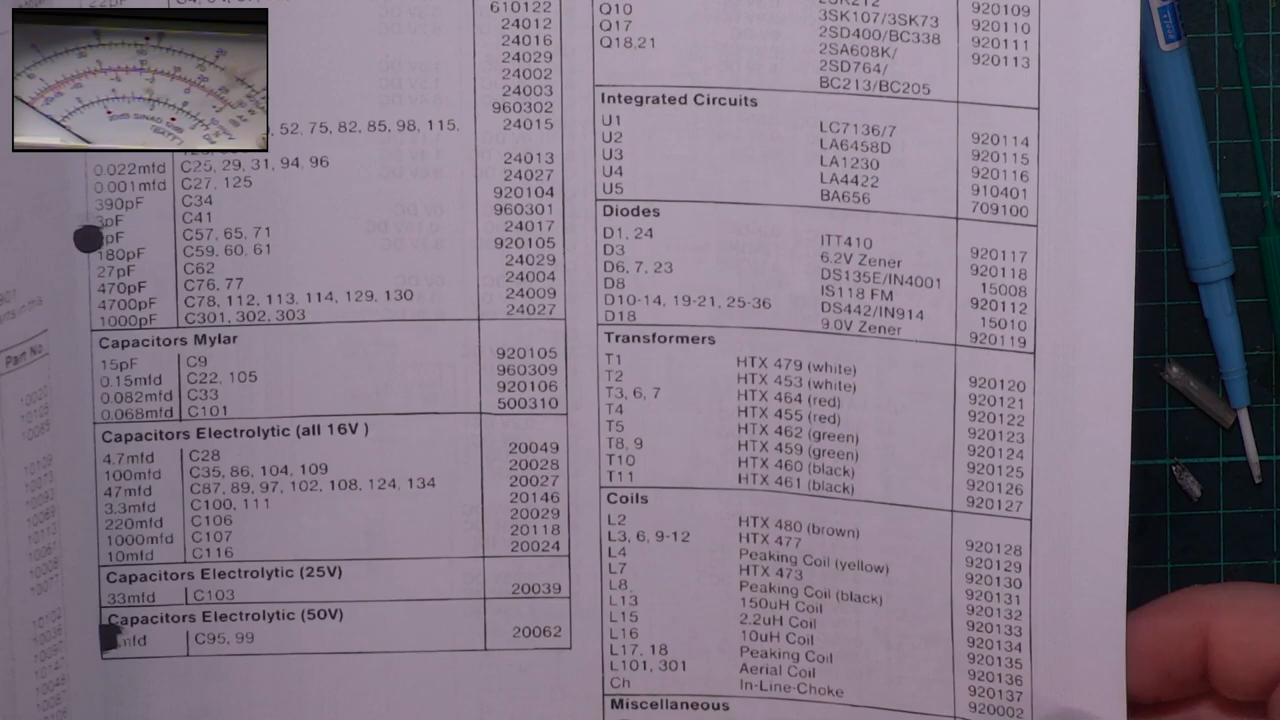 610122
24012
24016
24029
24002
24003
960302
52, 75, 82, 85, 98, 115, 24015
0.022mfd C25, 29, 31, 94, 96 24013
0.001mfd C27, 125 24027
390pF C34 920104
3pF C41 960301
pF C57, 65, 71 24017
180pF C59, 60, 61 920105
27pF C62 24029
470pF C76, 77 24004
4700pF C78, 112, 113, 114, 129, 130 24009
1000pF C301, 302, 303 24027
Capacitors Mylar
15pF C9 920105
0.15mfd C22, 105 960309
0.082mfd C33 920106
0.068mfd C101 500310
Capacitors Electrolytic (all 16V)
4.7mfd C28 20049
100mfd C35, 86, 104, 109 20028
47mfd C87, 89, 97, 102, 108, 124, 134 20027
3.3mfd C100, 111 20146
220mfd C106 20029
1000mfd C107 20118
10mfd C116 20024
Capacitors Electrolytic (25V)
33mfd C103 20039
Capacitors Electrolytic (50V)
mfd C95, 99 20062
920109
Q10 3SK107/3SK73 920110
Q17 2SD400/BC338 920111
Q18,21 2SA608K/ 920113
2SD764/
BC213/BC205
Integrated Circuits
U1 LC7136/7 920114
U2 LA6458D 920115
U3 LA1230 920116
U4 LA4422 910401
U5 BA656 709100
Diodes
D1, 24 ITT410 920117
D3 6.2V Zener 920118
D6, 7, 23 DS135E/IN4001 15008
D8 IS118 FM 920112
D10-14, 19-21, 25-36 DS442/IN914 15010
D18 9.0V Zener 920119
Transformers
T1 HTX 479 (white) 920120
T2 HTX 453 (white) 920121
T3, 6, 7 HTX 464 (red) 920122
T4 HTX 455 (red) 920123
T5 HTX 462 (green) 920124
T8, 9 HTX 459 (green) 920125
T10 HTX 460 (black) 920126
T11 HTX 461 (black) 920127
Coils
L2 HTX 480 (brown) 920128
L3, 6, 9-12 HTX 477 920129
L4 Peaking Coil (yellow) 920130
L7 HTX 473 920131
L8 Peaking Coil (black) 920132
L13 150uH Coil 920133
L15 2.2uH Coil 920134
L16 10uH Coil 920135
L17, 18 Peaking Coil 920136
L101, 301 Aerial Coil 920137
Ch In-Line-Choke 920002
Miscellaneous
Part No.
SINAD
(BATT)